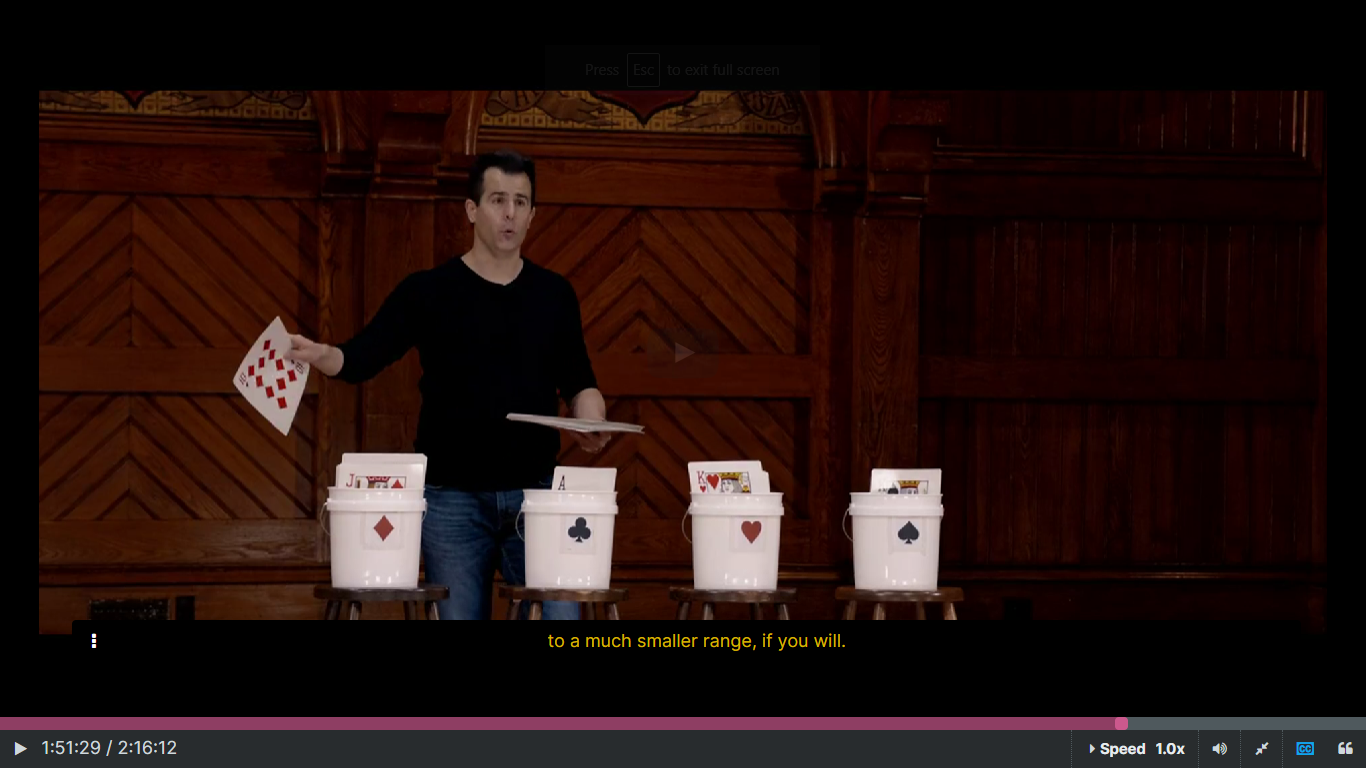 Press Esc to exit full screen
J
A
K
to a much smaller range, if you will.
1:51:29 / 2:16:12
Speed 1.0x
CC